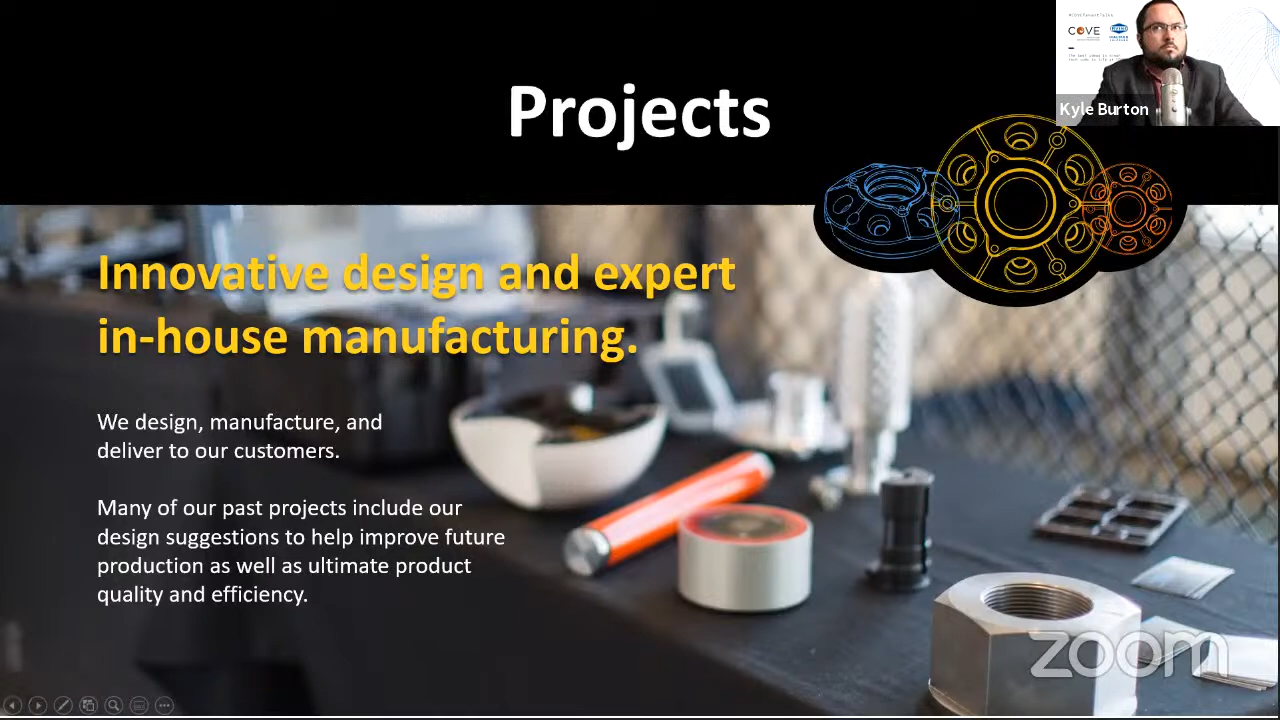 Projects
COVE
Kyle Burton
Innovative design and expert
in-house manufacturing.
We design, manufacture, and
deliver to our customers.
Many of our past projects include our
design suggestions to help improve future
production as well as ultimate product
quality and efficiency.
zoom